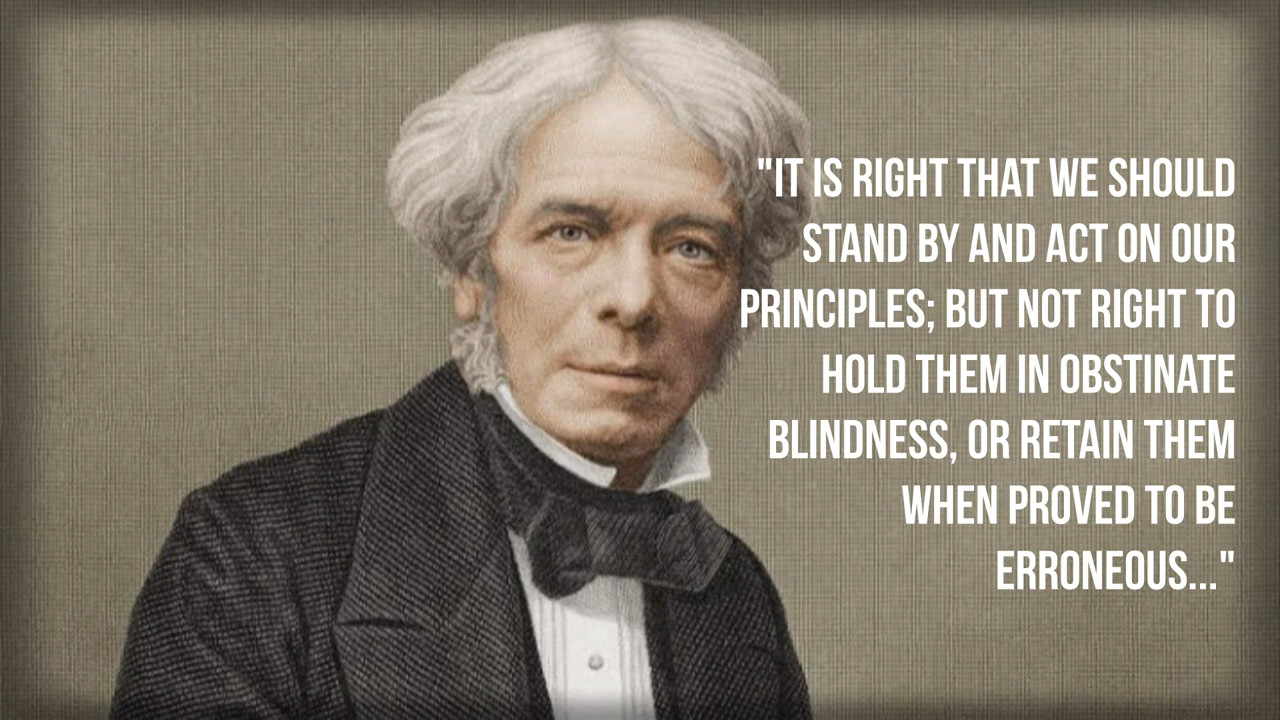 "IT IS RIGHT THAT WE SHOULD
STAND BY AND ACT ON OUR
PRINCIPLES; BUT NOT RIGHT TO
HOLD THEM IN OBSTINATE
BLINDNESS, OR RETAIN THEM
WHEN PROVED TO BE
ERRONEOUS..."